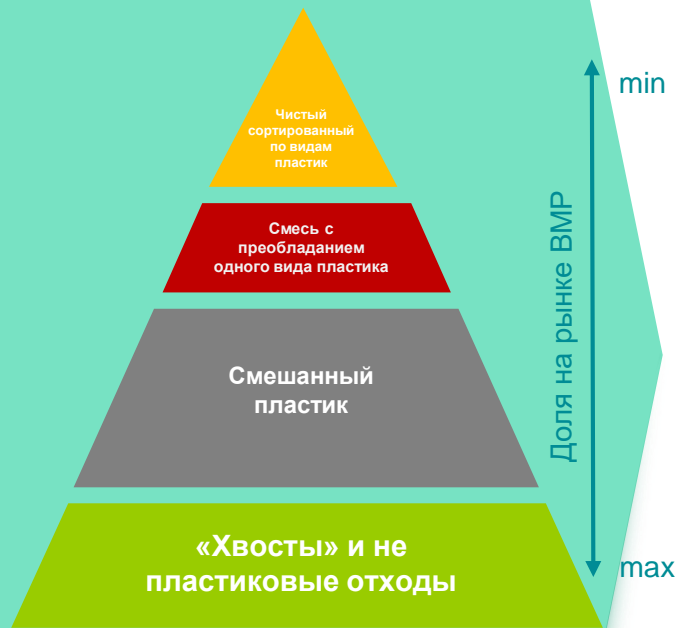 Чистый
сортированный
по видам
пластик
Смесь с
преобладанием
одного вида пластика
Смешанный
пластик
«Хвосты» и не
пластиковые отходы
min
Доля на рынке ВМР
max